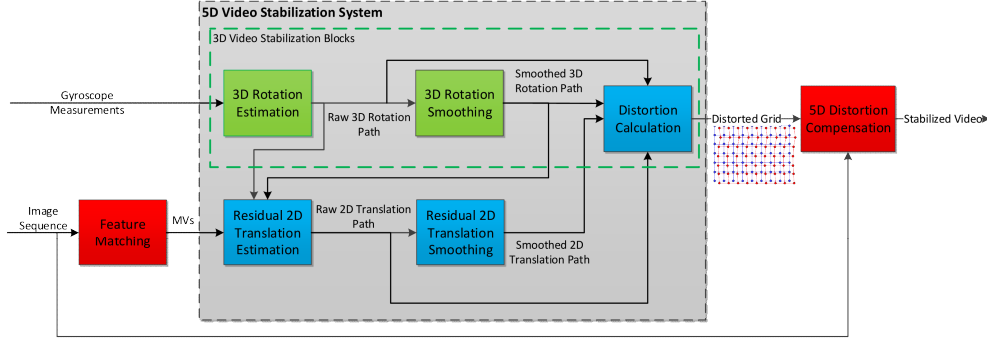 5D Video Stabilization System
3D Video Stabilization Blocks
Gyroscope
Measurements
3D Rotation
Estimation
Raw 3D Rotation
Path
3D Rotation
Smoothing
Smoothed 3D
Rotation Path
Distortion
Calculation
Distorted Grid
5D Distortion
Compensation
Stabilized Video
Image
Sequence
Feature
Matching
MVs
Residual 2D
Translation
Estimation
Raw 2D Translation
Path
Residual 2D
Translation
Smoothing
Smoothed 2D
Translation Path